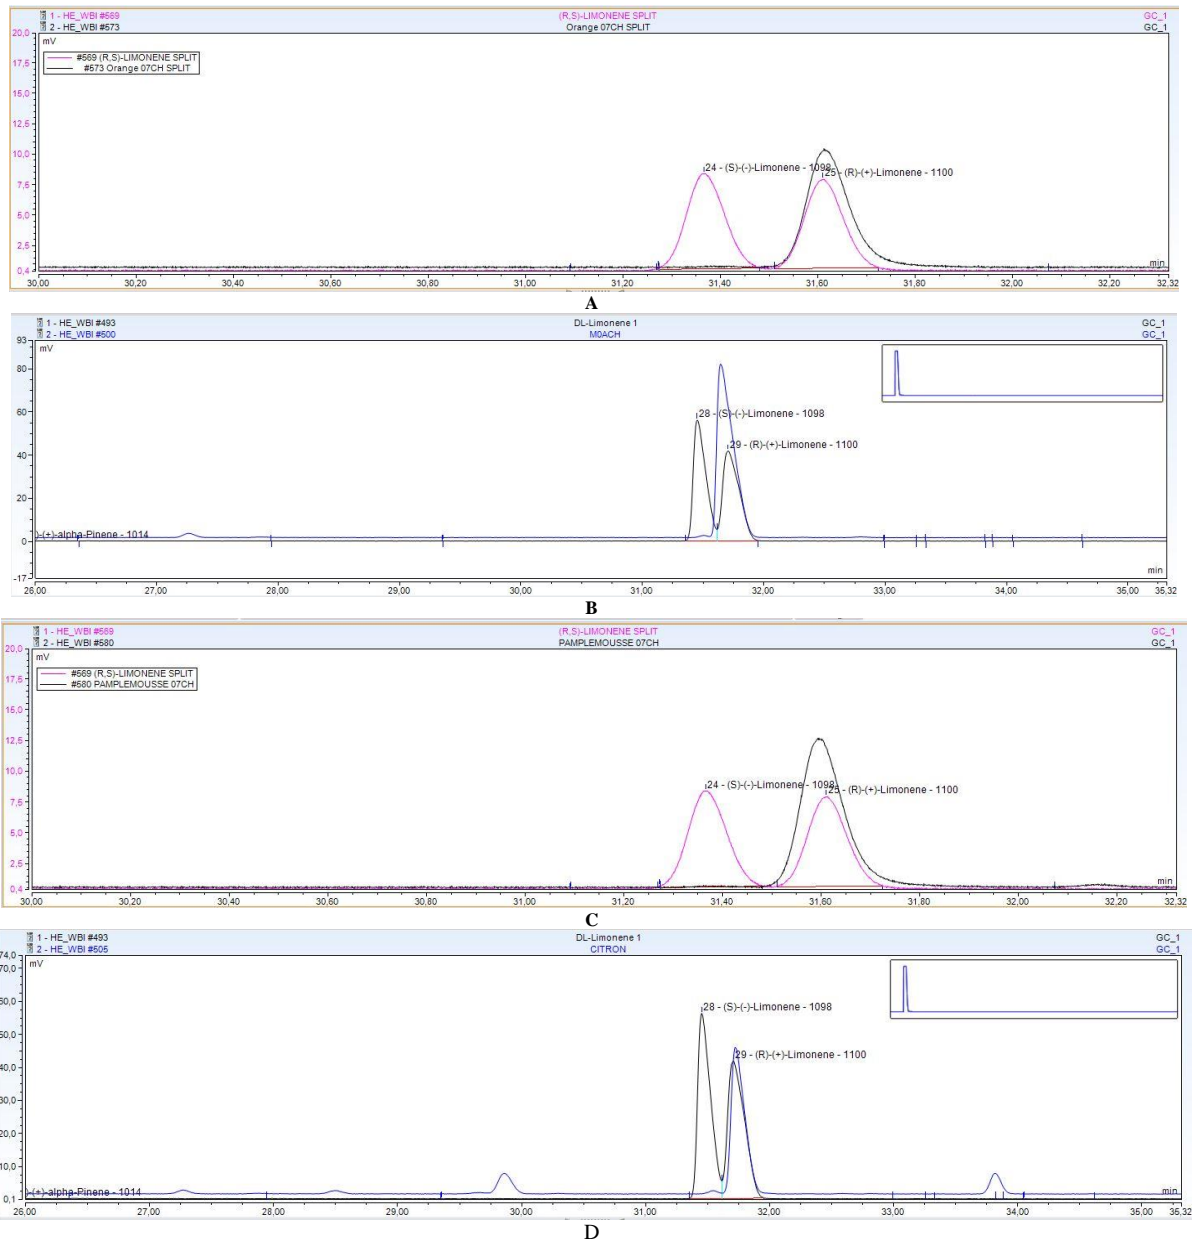 1 - HE_WBI #569 (R,S)-LIMONENE SPLIT GC_1
2 - HE_WBI #573 Orange 07CH SPLIT GC_1
20,0
mV
#569 (R,S)-LIMONENE SPLIT
#573 Orange 07CH SPLIT
17,5
15,0
12,5
10,0
24 - (S)-(-)-Limonene - 1098
25 - (R)-(+)-Limonene - 1100
7,5
5,0
2,5
min
0,4
30,00 30,20 30,40 30,60 30,80 31,00 31,20 31,40 31,60 31,80 32,00 32,20 32,32
A
1 - HE_WBI #493 DL-Limonene 1 GC_1
2 - HE_WBI #500 M0ACH GC_1
93
mV
80
60
28 - (S)-(-)-Limonene - 1098
29 - (R)-(+)-Limonene - 1100
40
20
)-(+)-alpha-Pinene - 1014
0
min
-17
26,00 27,00 28,00 29,00 30,00 31,00 32,00 33,00 34,00 35,00 35,32
B
1 - HE_WBI #569 (R,S)-LIMONENE SPLIT GC_1
2 - HE_WBI #580 PAMPLEMOUSSE 07CH GC_1
20,0
mV
#569 (R,S)-LIMONENE SPLIT
#580 PAMPLEMOUSSE 07CH
17,5
15,0
12,5
10,0
24 - (S)-(-)-Limonene - 1098
25 - (R)-(+)-Limonene - 1100
7,5
5,0
2,5
min
0,4
30,00 30,20 30,40 30,60 30,80 31,00 31,20 31,40 31,60 31,80 32,00 32,20 32,32
C
1 - HE_WBI #493 DL-Limonene 1 GC_1
2 - HE_WBI #505 CITRON GC_1
74,0
mV
70,0
60,0
28 - (S)-(-)-Limonene - 1098
50,0
29 - (R)-(+)-Limonene - 1100
40,0
30,0
20,0
10,0
)-(+)-alpha-Pinene - 1014
0,1
min
26,00 27,00 28,00 29,00 30,00 31,00 32,00 33,00 34,00 35,00 35,32
D